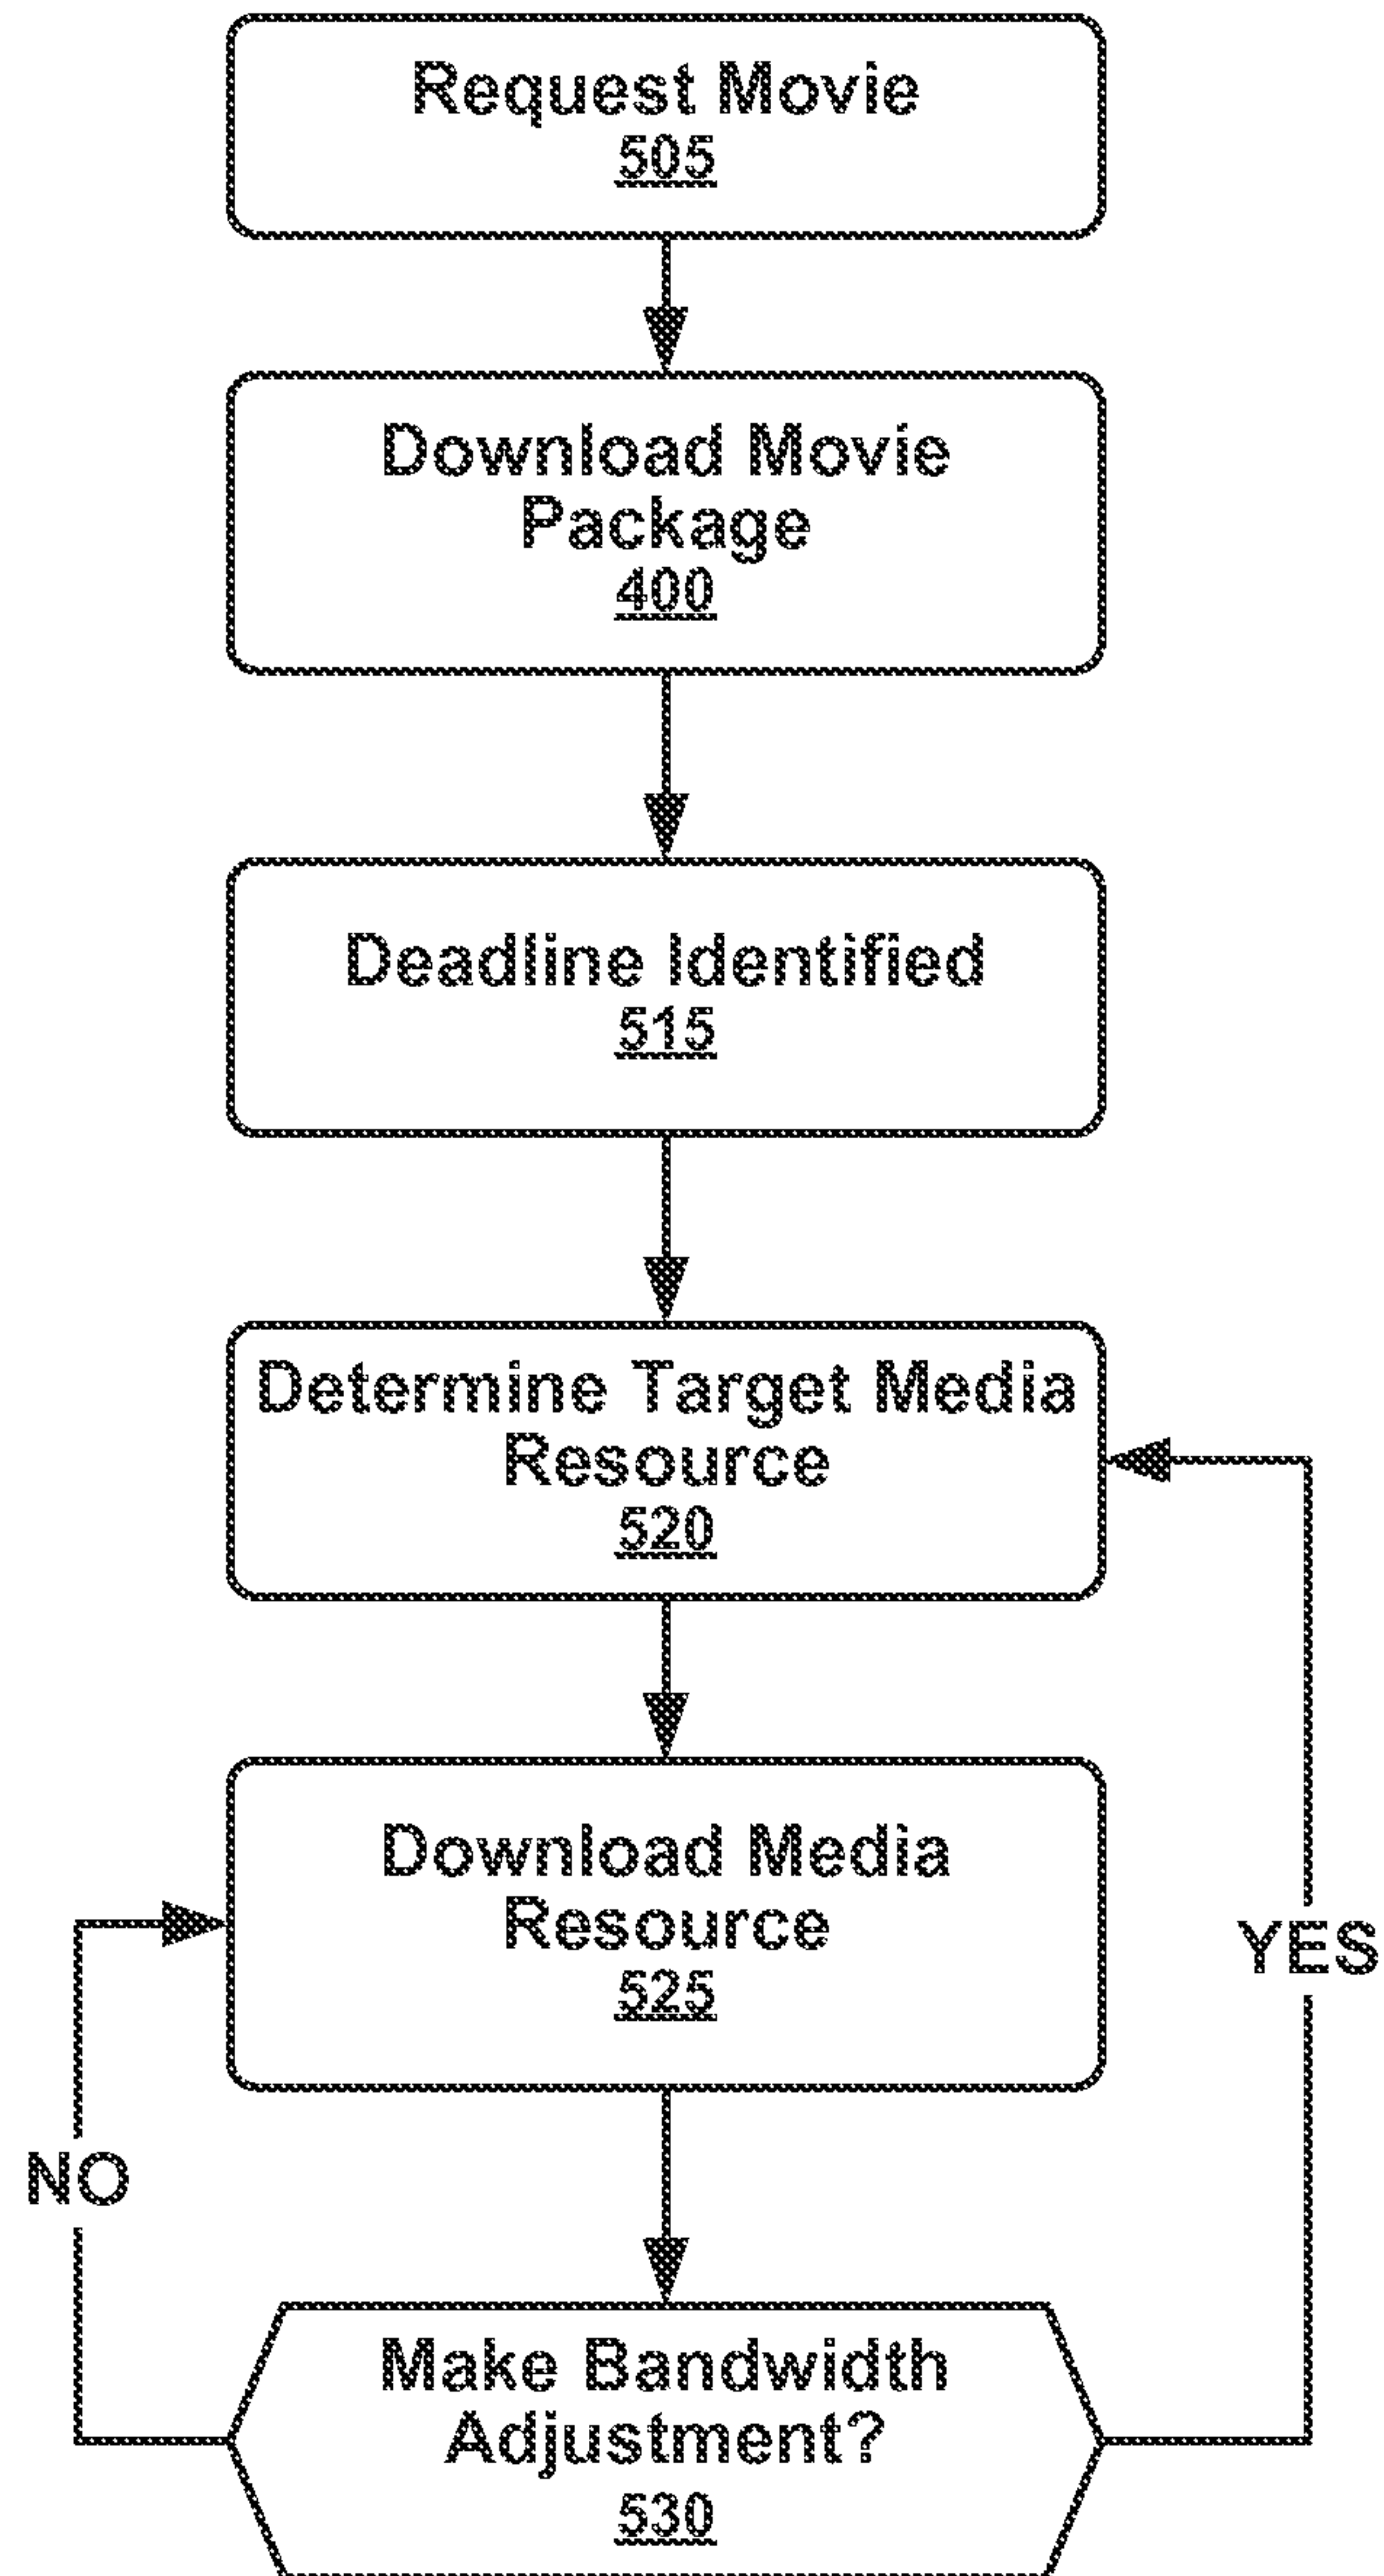 Request Movie
505
Download Movie
Package
400
Deadline Identified
515
Determine Target Media
Resource
520
Download Media
Resource
525
YES
NO
Make Bandwidth
Adjustment?
530